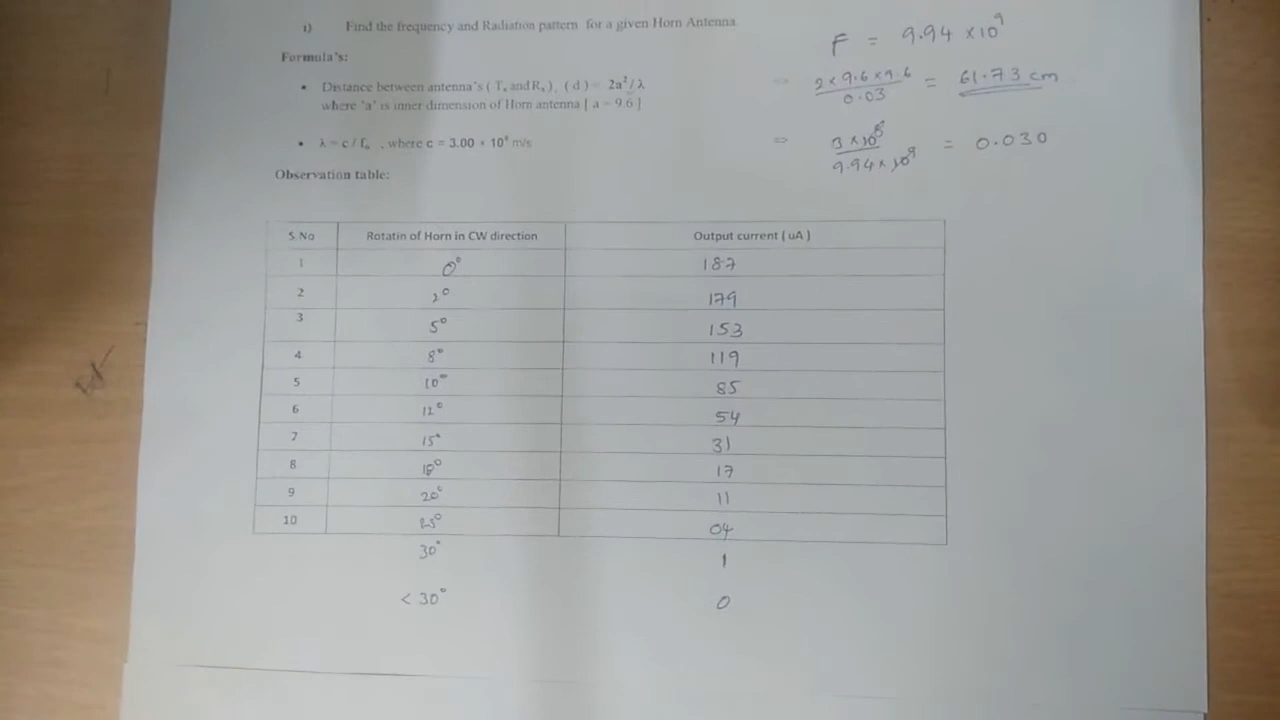 1) Find the frequency and Radiation pattern for a given Horn Antenna
F = 9.94 × 10⁹
Formula's:
• Distance between antenna's ( Tₓ and Rₓ ), ( d ) = 2a²/ λ
where 'a' is inner dimension of Horn antenna [ a = 9.6 ]
⇒ 2 × 9.6 × 9.6 / 0.03 = 61.73 cm
• λ = c / f₀ , where c = 3.00 × 10⁸ m/s
⇒ 3 × 10⁸ / 9.94 × 10⁹ = 0.030
Observation table:
S.No Rotatin of Horn in CW direction Output current ( uA )
1 0° 187
2 2° 179
3 5° 153
4 8° 119
5 10° 85
6 12° 54
7 15° 31
8 18° 17
9 20° 11
10 25° 04
30° 1
< 30° 0